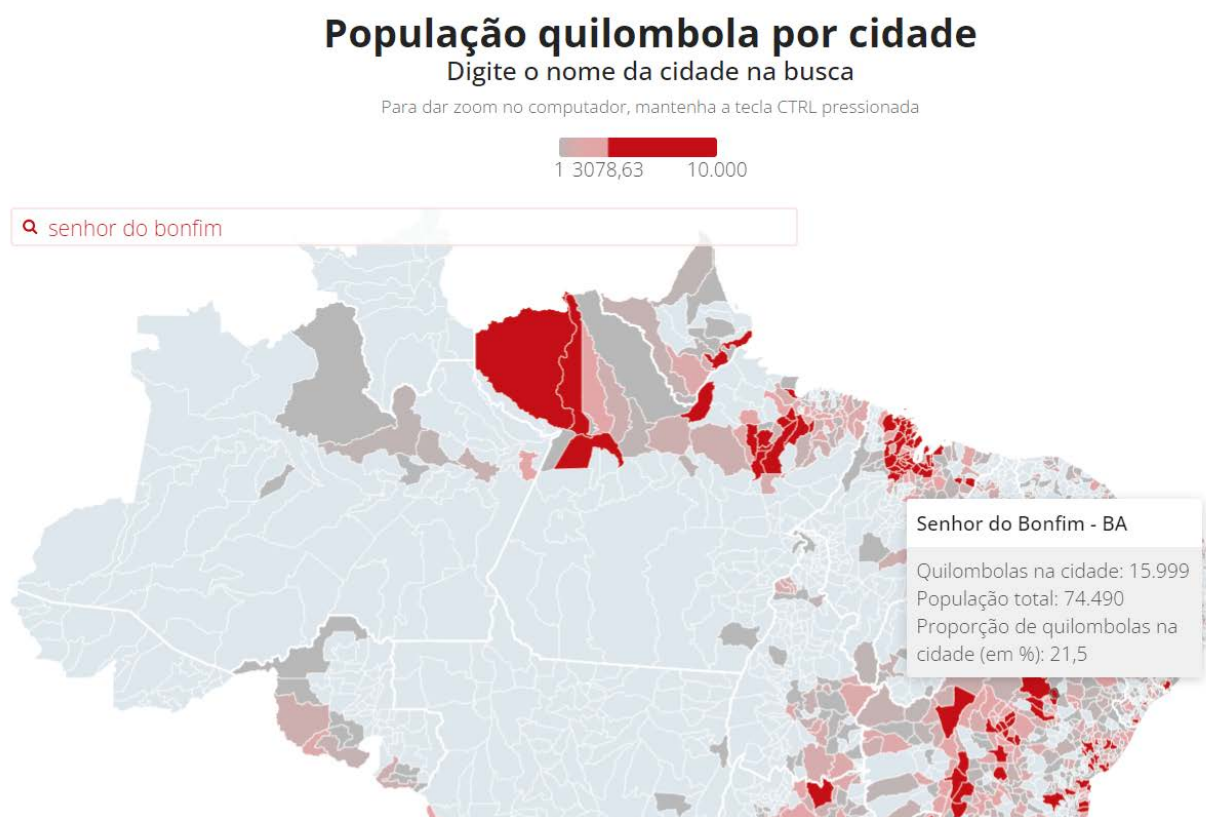 População quilombola por cidade
Digite o nome da cidade na busca
Para dar zoom no computador, mantenha a tecla CTRL pressionada
1 3078,63 10.000
senhor do bonfim
Senhor do Bonfim - BA
Quilombolas na cidade: 15.999
População total: 74.490
Proporção de quilombolas na
cidade (em %): 21,5